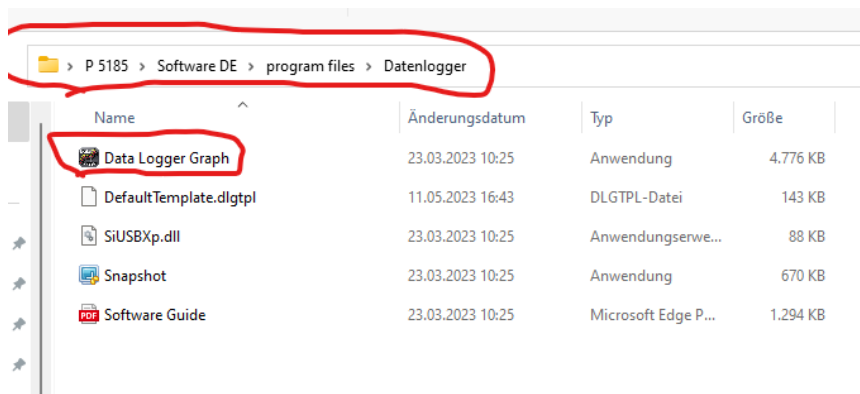 P 5185 > Software DE > program files > Datenlogger
Name Änderungsdatum Typ Größe
Data Logger Graph 23.03.2023 10:25 Anwendung 4.776 KB
DefaultTemplate.dlgtpl 11.05.2023 16:43 DLGTPL-Datei 143 KB
SiUSBXp.dll 23.03.2023 10:25 Anwendungserwe... 88 KB
Snapshot 23.03.2023 10:25 Anwendung 670 KB
PDF Software Guide 23.03.2023 10:25 Microsoft Edge P... 1.294 KB